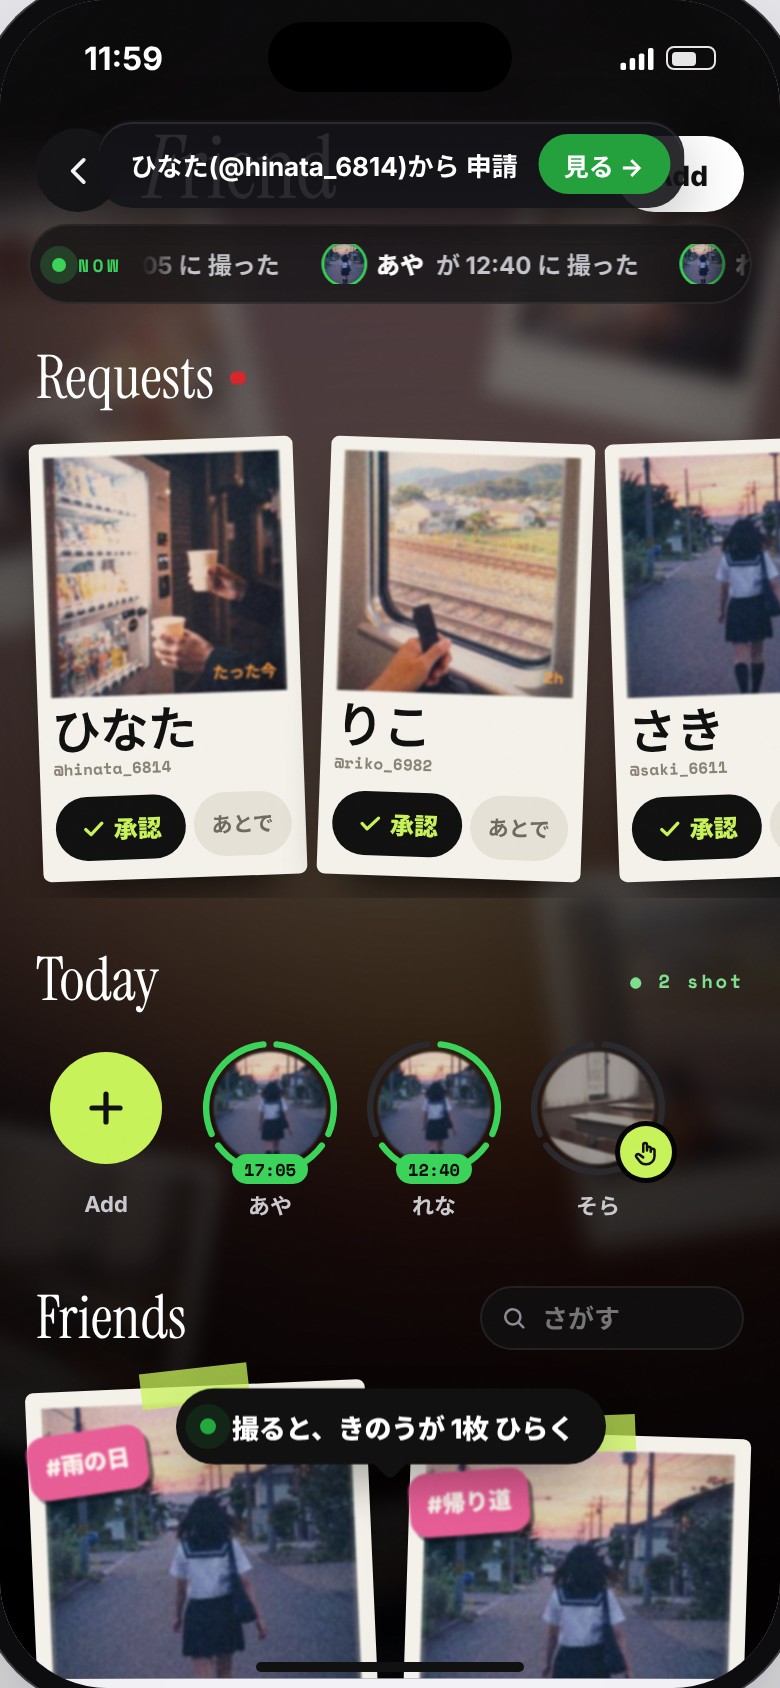 11:59
Friend
ひなた(@hinata_6814)から 申請
見る →
NOW
05 に 撮った
あや が 12:40 に 撮った
Requests
たった今
ひなた
@hinata_6814
✓ 承認
あとで
2h
りこ
@riko_6982
✓ 承認
あとで
さき
@saki_6611
✓ 承認
Today
2 shot
Add
17:05
あや
12:40
れな
そら
Friends
さがす
撮ると、きのうが 1枚 ひらく
#雨の日
#帰り道